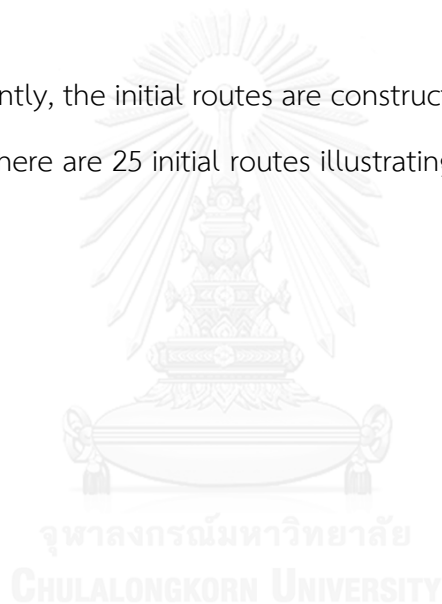 ntly, the initial routes are construct
here are 25 initial routes illustrating
จุฬาลงกรณ์มหาวิทยาลัย
CHULALONGKORN UNIVERSITY